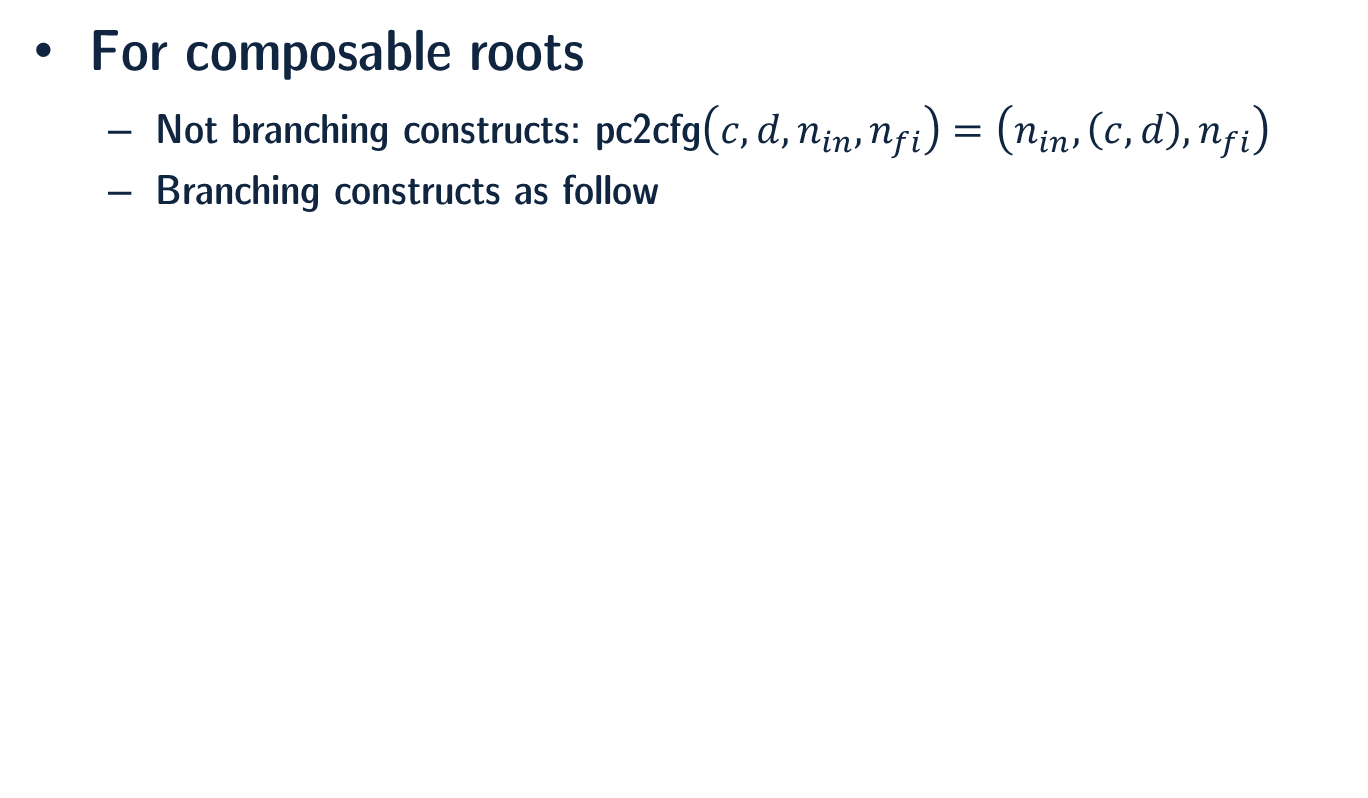 • For composable roots
– Not branching constructs: pc2cfg(c, d, n_in, n_fi) = (n_in, (c, d), n_fi)
– Branching constructs as follow